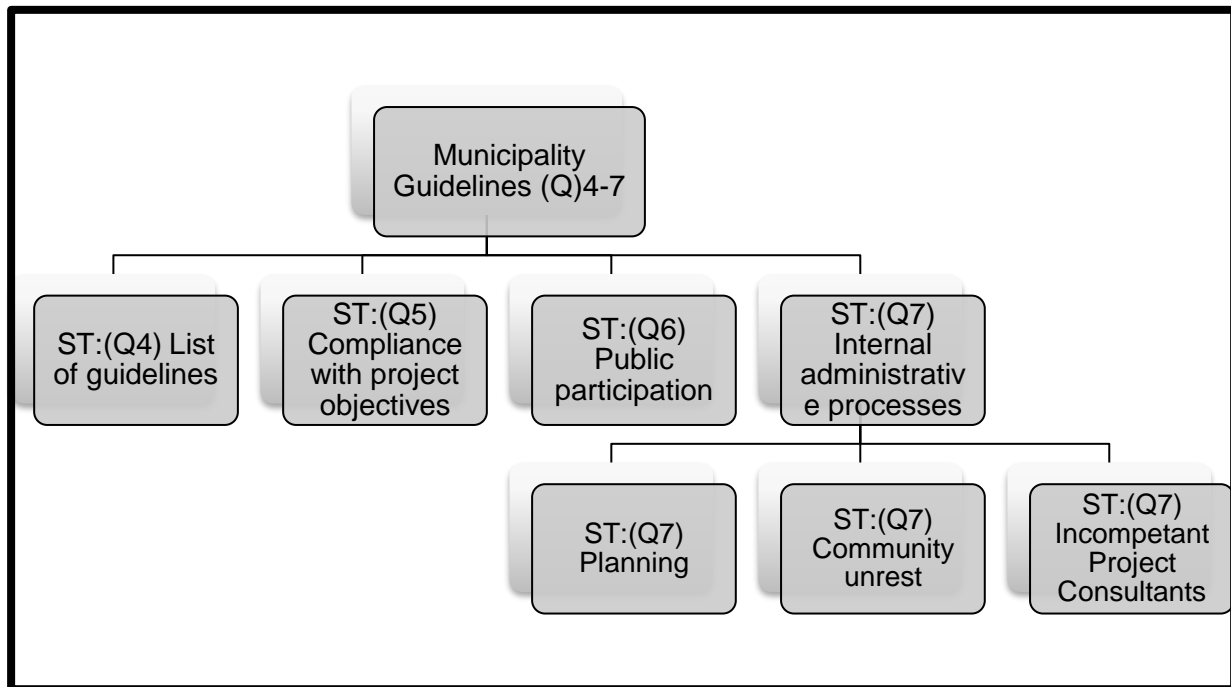 Municipality
Guidelines (Q)4-7
ST:(Q4) List
of guidelines
ST:(Q5)
Compliance
with project
objectives
ST:(Q6)
Public
participation
ST:(Q7)
Internal
administrativ
e processes
ST:(Q7)
Planning
ST:(Q7)
Community
unrest
ST:(Q7)
Incompetant
Project
Consultants